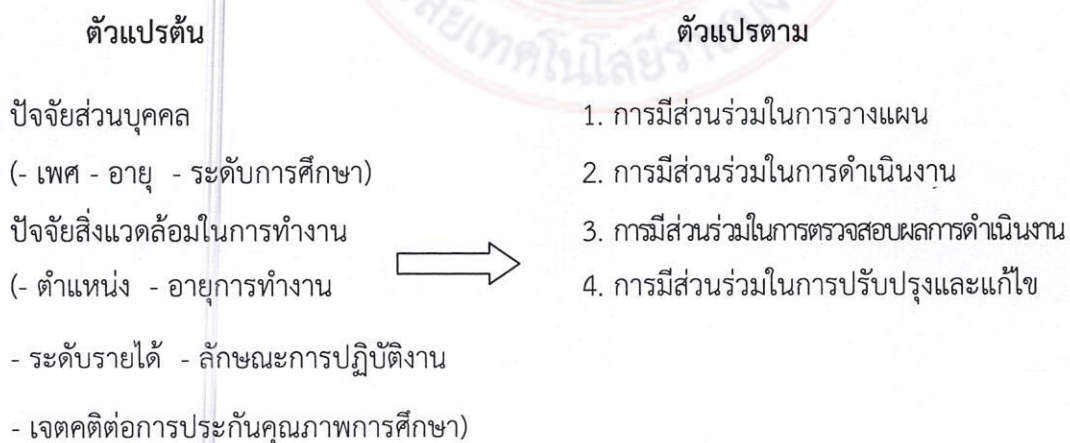 ตัวแปรต้น
ปัจจัยส่วนบุคคล
(- เพศ - อายุ - ระดับการศึกษา)
ปัจจัยสิ่งแวดล้อมในการทำงาน
(- ตำแหน่ง - อายุการทำงาน
- ระดับรายได้ - ลักษณะการปฏิบัติงาน
- เจตคติต่อการประกันคุณภาพการศึกษา)
ตัวแปรตาม
1. การมีส่วนร่วมในการวางแผน
2. การมีส่วนร่วมในการดำเนินงาน
3. การมีส่วนร่วมในการตรวจสอบผลการดำเนินงาน
4. การมีส่วนร่วมในการปรับปรุงและแก้ไข